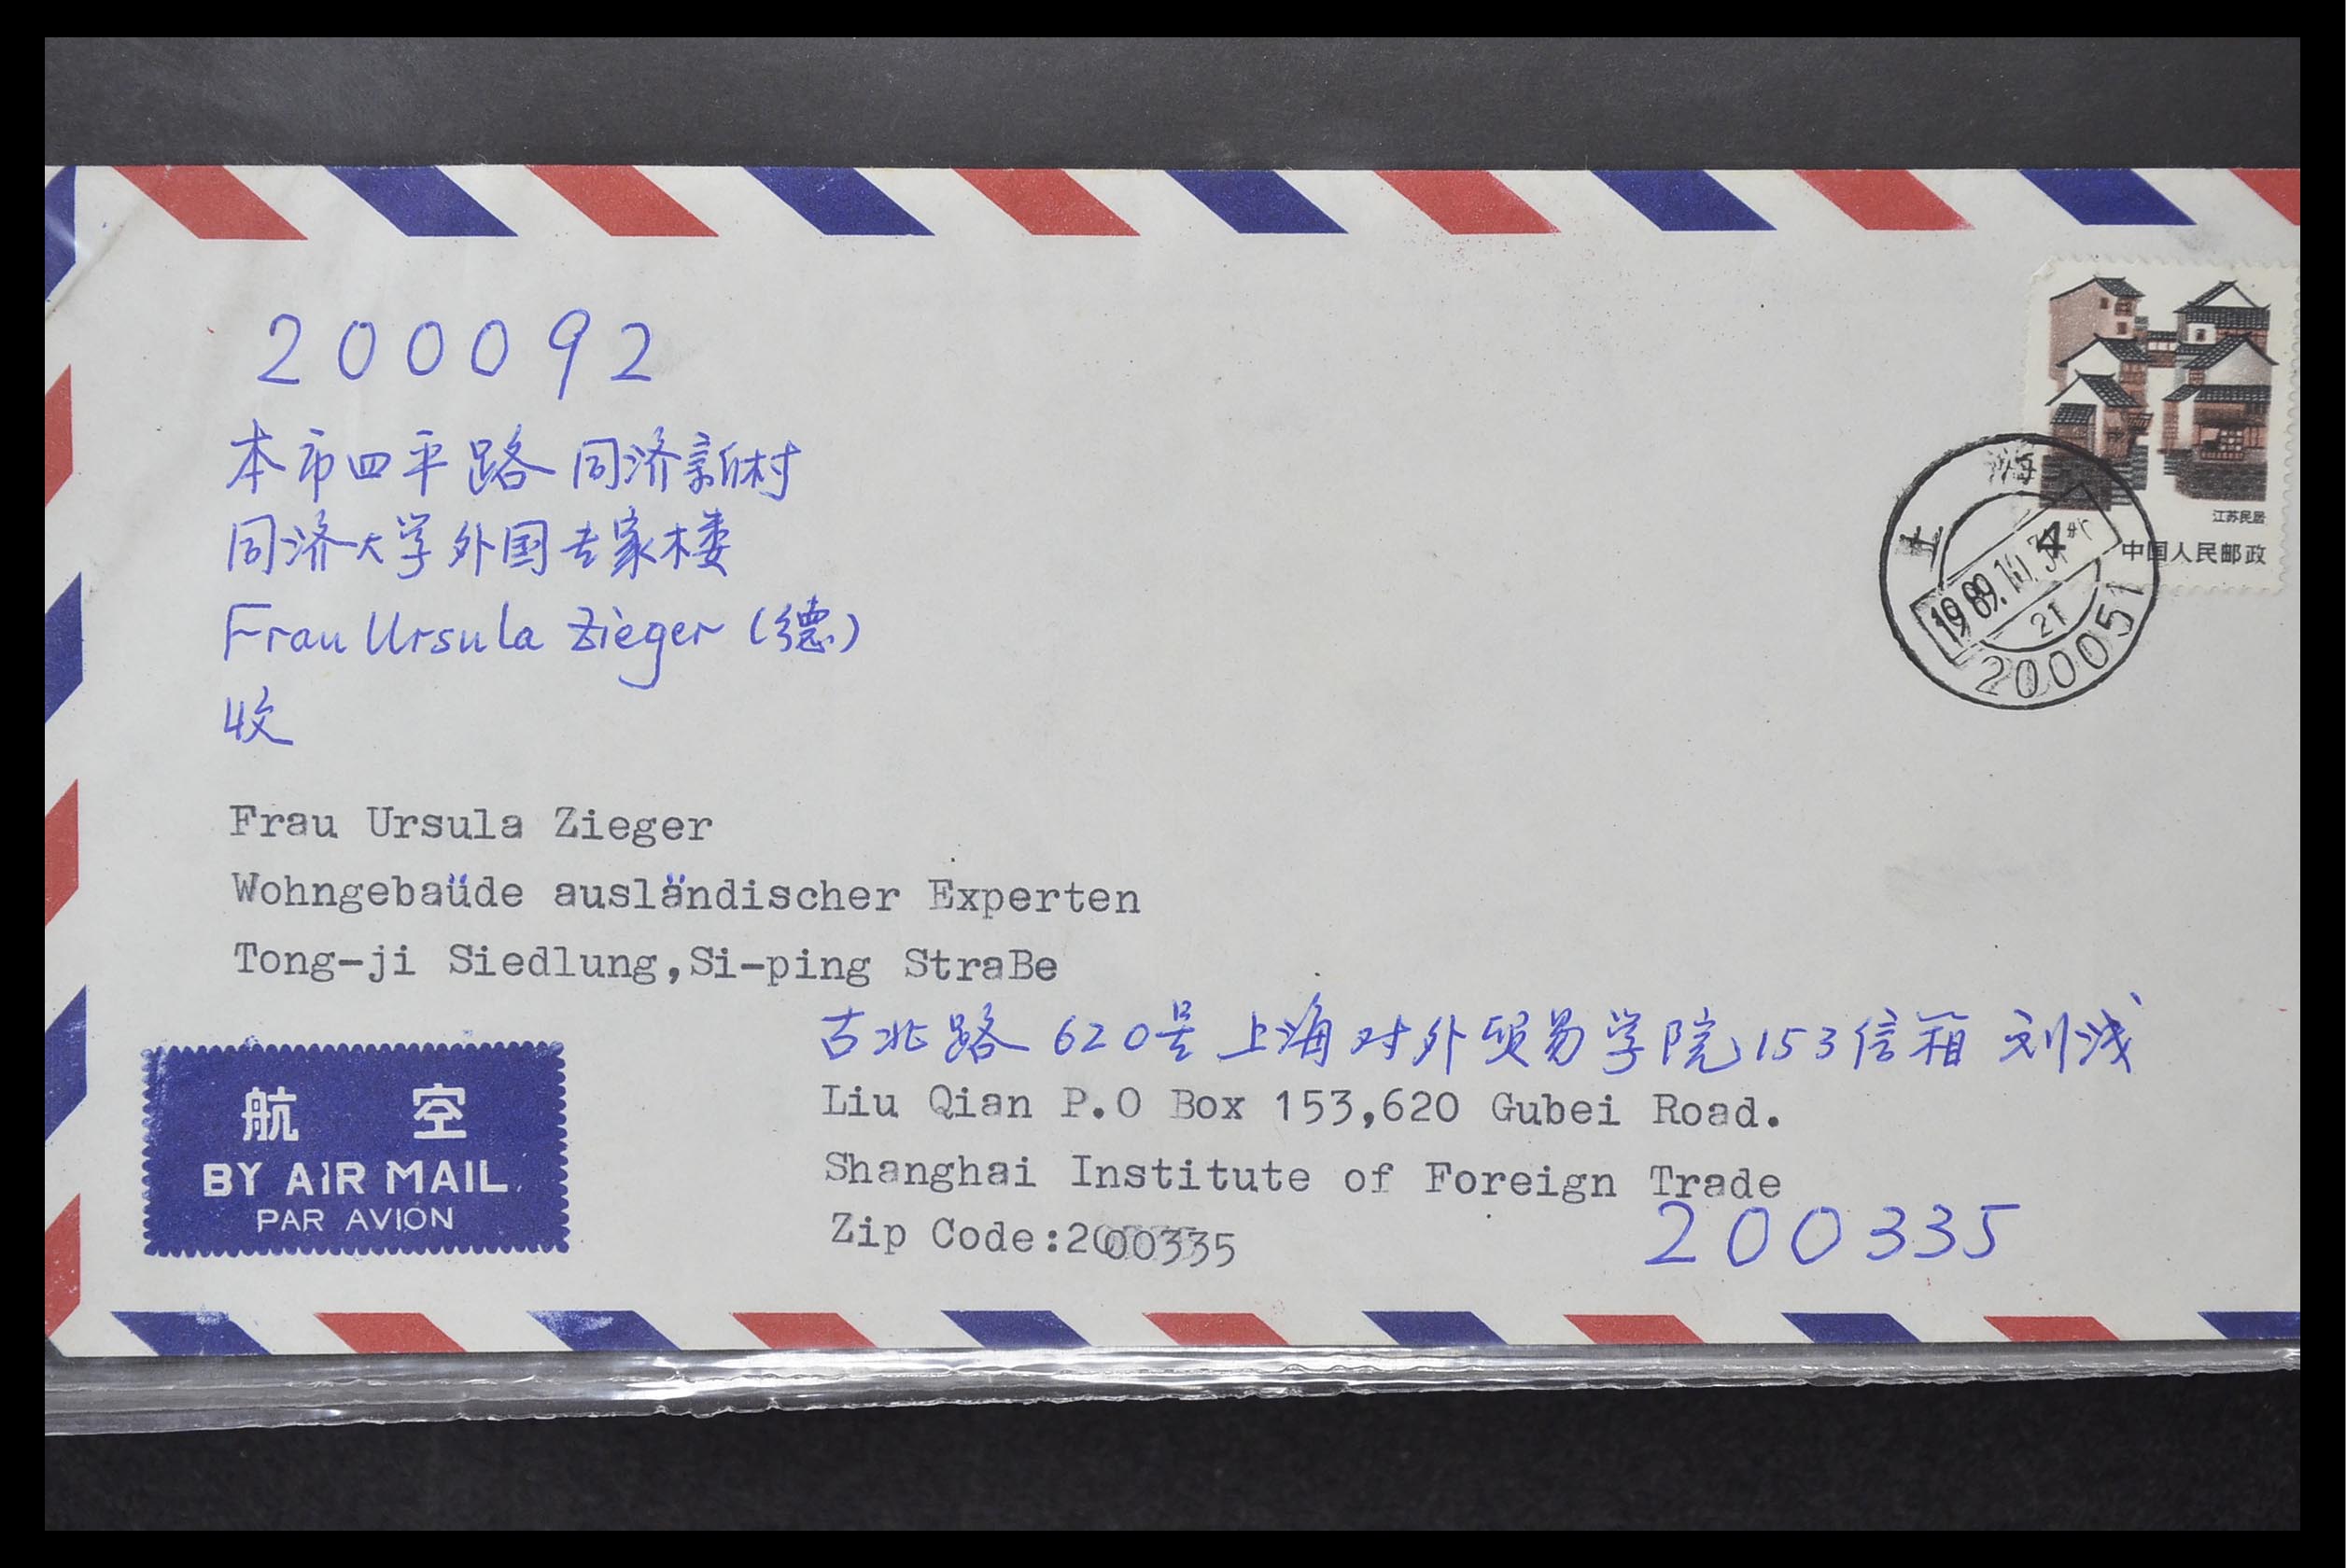 200092
本市四平路同济新村
同济大学外国专家楼
Frau Ursula Zieger (德)
收
Frau Ursula Zieger
Wohngebaüde ausländischer Experten
Tong-ji Siedlung,Si-ping StraBe
江苏民居
中国人民邮政
上海
1989.
21
200051
古北路620号上海对外贸易学院153信箱 刘浅
Liu Qian P.O Box 153,620 Gubei Road.
Shanghai Institute of Foreign Trade
Zip Code:200335
200335
航 空
BY AIR MAIL
PAR AVION